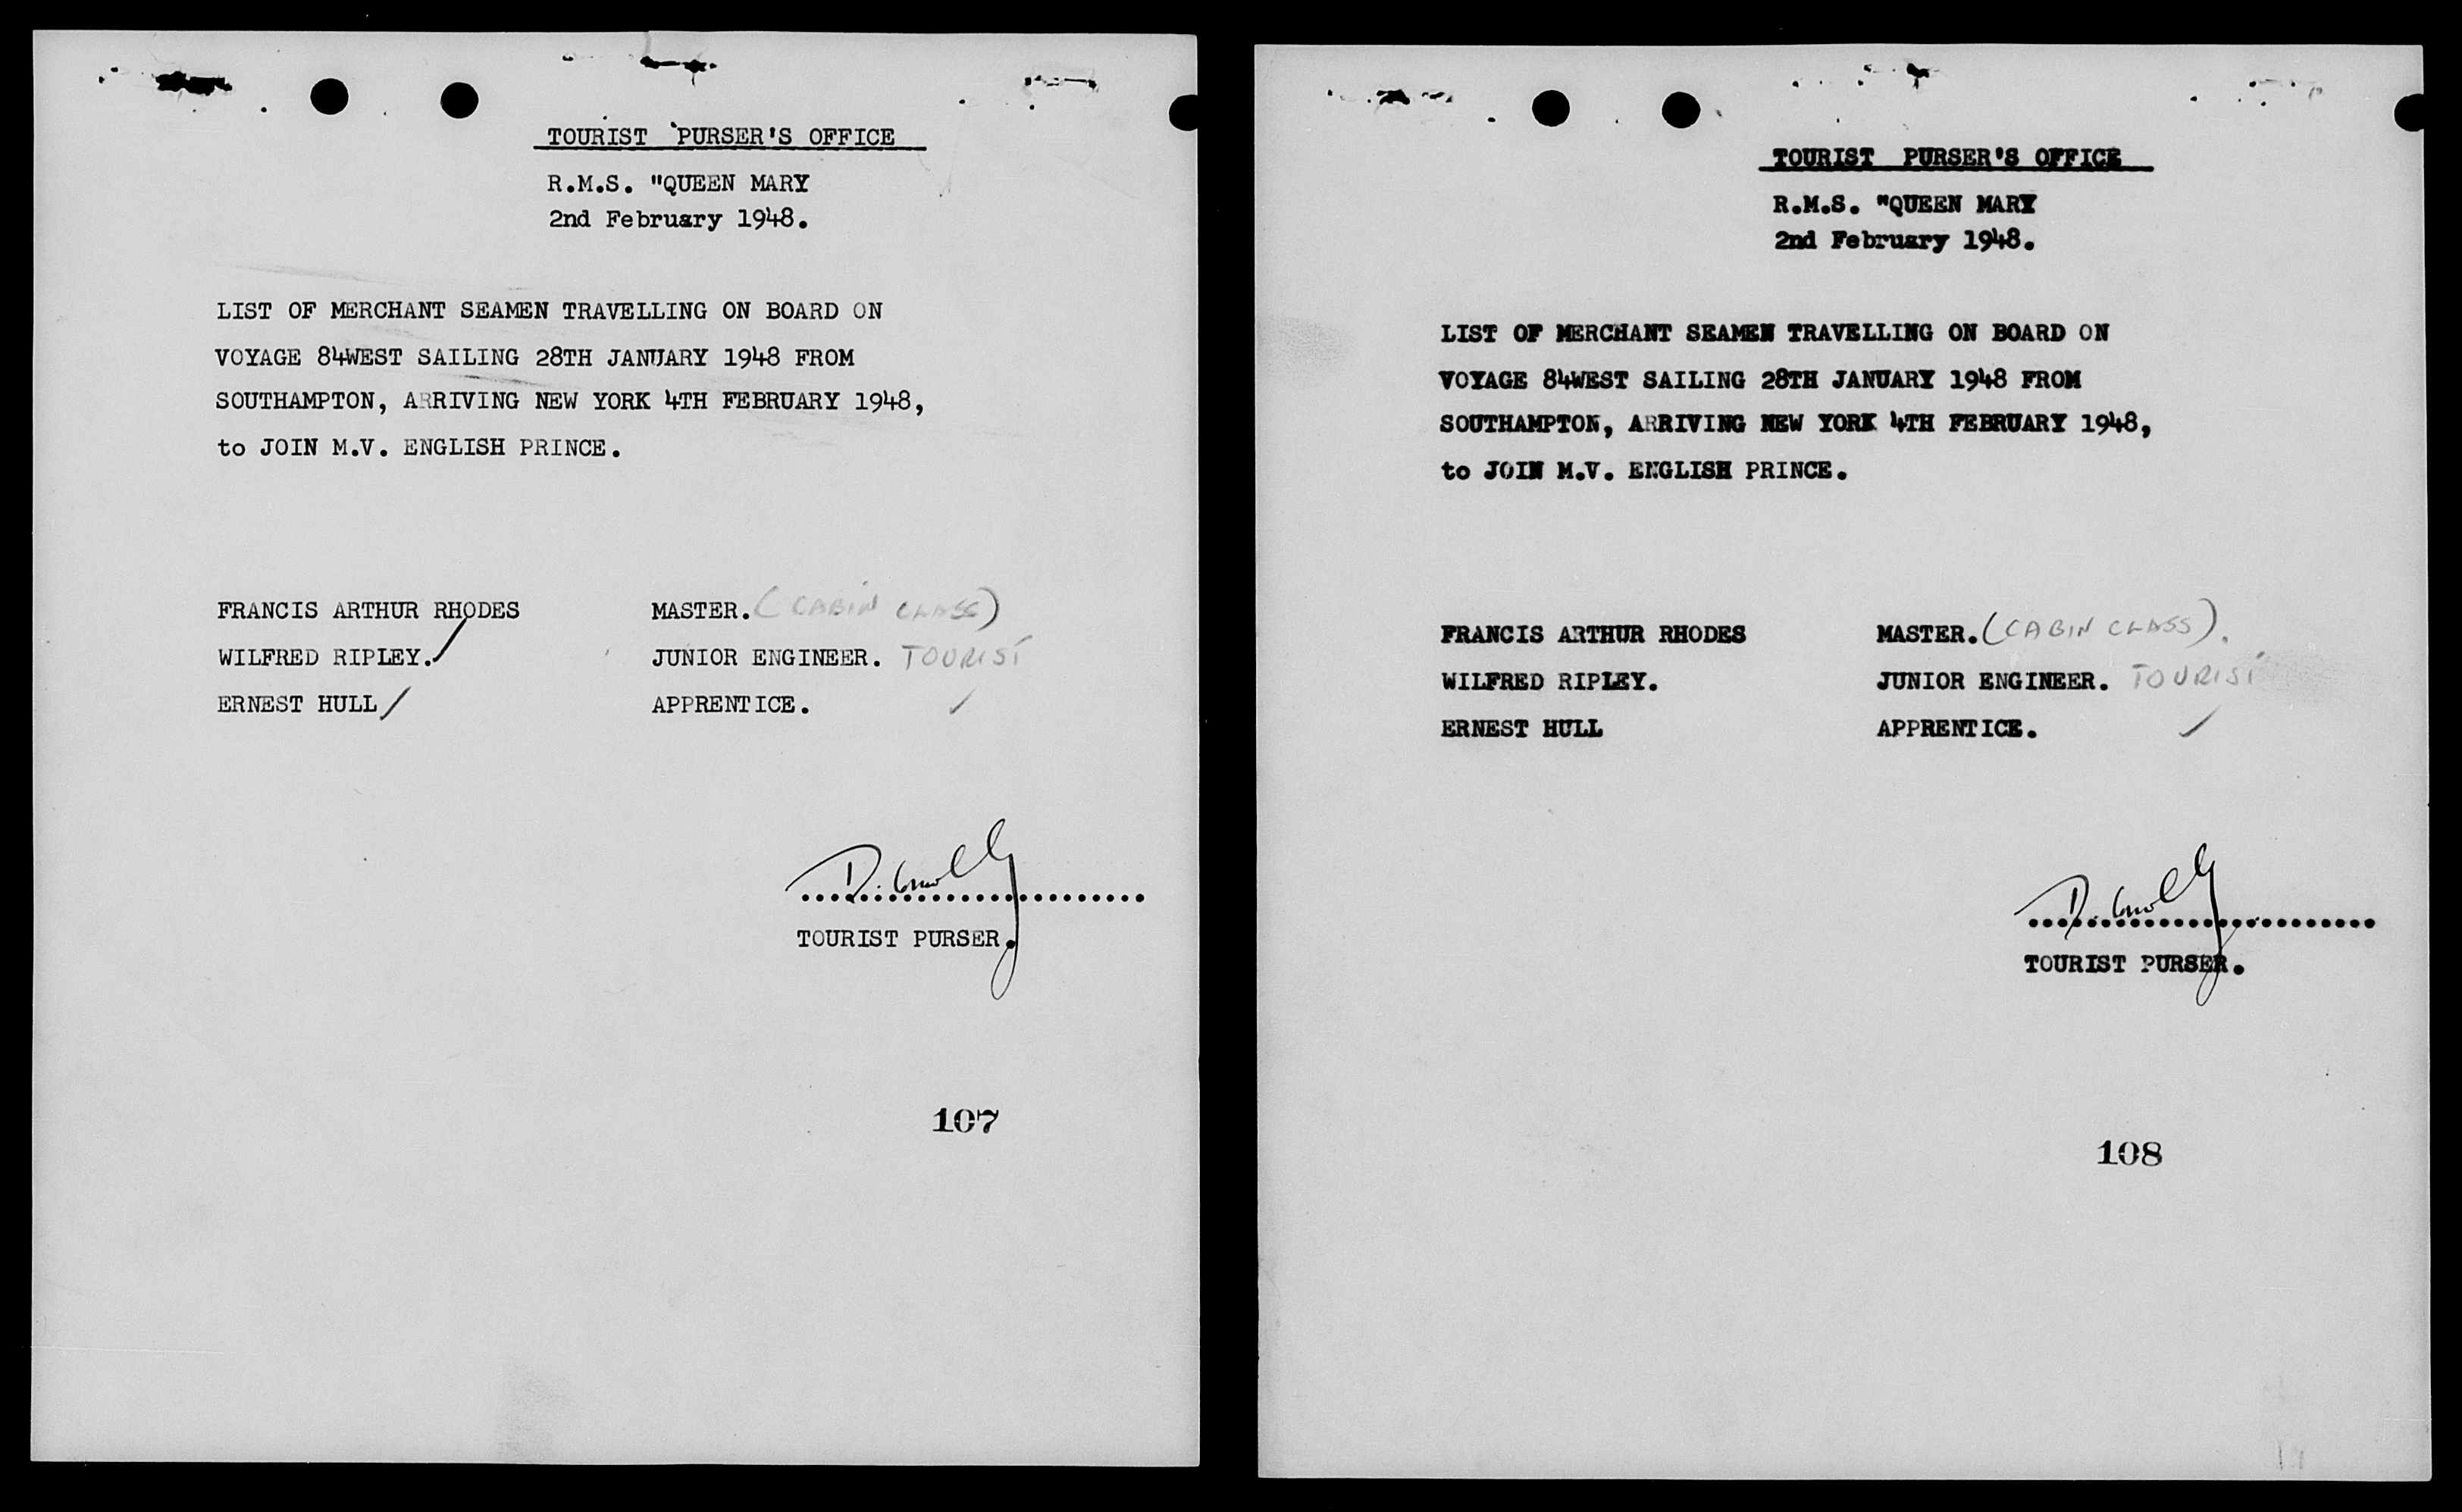 TOURIST PURSER'S OFFICE
R.M.S. "QUEEN MARY
2nd February 1948.
LIST OF MERCHANT SEAMEN TRAVELLING ON BOARD ON
VOYAGE 84WEST SAILING 28TH JANUARY 1948 FROM
SOUTHAMPTON, ARRIVING NEW YORK 4TH FEBRUARY 1948,
to JOIN M.V. ENGLISH PRINCE.
FRANCIS ARTHUR RHODES MASTER. (CABIN CLASS)
WILFRED RIPLEY. JUNIOR ENGINEER. TOURIST
ERNEST HULL APPRENTICE.
TOURIST PURSER.
107
TOURIST PURSER'S OFFICE
R.M.S. "QUEEN MARY
2nd February 1948.
LIST OF MERCHANT SEAMEN TRAVELLING ON BOARD ON
VOYAGE 84WEST SAILING 28TH JANUARY 1948 FROM
SOUTHAMPTON, ARRIVING NEW YORK 4TH FEBRUARY 1948,
to JOIN M.V. ENGLISH PRINCE.
FRANCIS ARTHUR RHODES MASTER. (CABIN CLASS).
WILFRED RIPLEY. JUNIOR ENGINEER. TOURIST
ERNEST HULL APPRENTICE.
TOURIST PURSER.
108